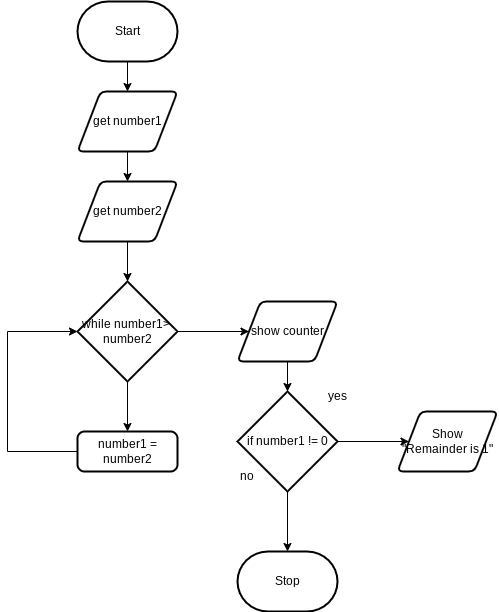 Start
get number1
get number2
while number1=
number2
show counter
yes
number1 =
number2
if number1 != 0
Show
"Remainder is 1"
no
Stop